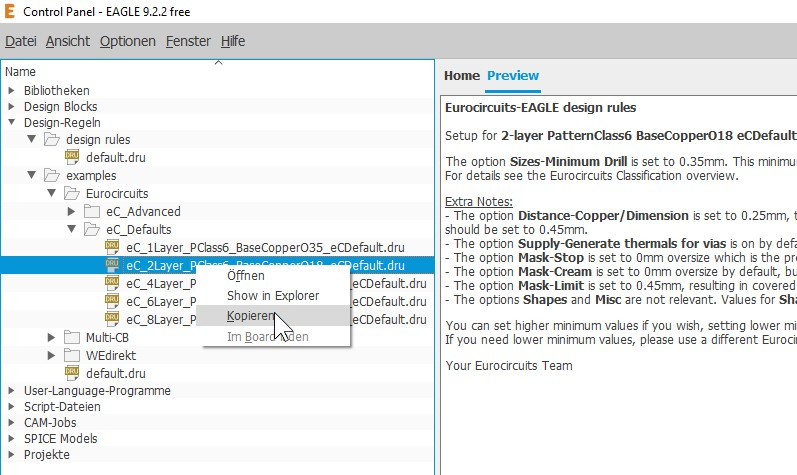 Control Panel - EAGLE 9.2.2 free
Datei Ansicht Optionen Fenster Hilfe
Name
Bibliotheken
Design Blocks
Design-Regeln
design rules
default.dru
examples
Eurocircuits
eC_Advanced
eC_Defaults
eC_1Layer_PClass6_BaseCopperO35_eCDefault.dru
eC_2Layer_PClass6_BaseCopperO18_eCDefault.dru
eC_4Layer_P eCDefault.dru
eC_6Layer_P eCDefault.dru
eC_8Layer_P eCDefault.dru
Öffnen
Show in Explorer
Kopieren
Im Board laden
Multi-CB
WEdirekt
default.dru
User-Language-Programme
Script-Dateien
CAM-Jobs
SPICE Models
Projekte
Home Preview
Eurocircuits-EAGLE design rules
Setup for 2-layer PatternClass6 BaseCopperO18 eCDefault
The option Sizes-Minimum Drill is set to 0.35mm. This minimu
For details see the Eurocircuits Classification overview.
Extra Notes:
- The option Distance-Copper/Dimension is set to 0.25mm, t
should be set to 0.45mm.
- The option Supply-Generate thermals for vias is on by defa
- The option Mask-Stop is set to 0mm oversize which is the pre
- The option Mask-Cream is set to 0mm oversize by default, bu
- The option Mask-Limit is set to 0.45mm, resulting in covered
- The options Shapes and Misc are not relevant. Values for Sha
You can set higher minimum values if you wish, setting lower mi
If you need lower minimum values, please use a different Euroci
Your Eurocircuits Team